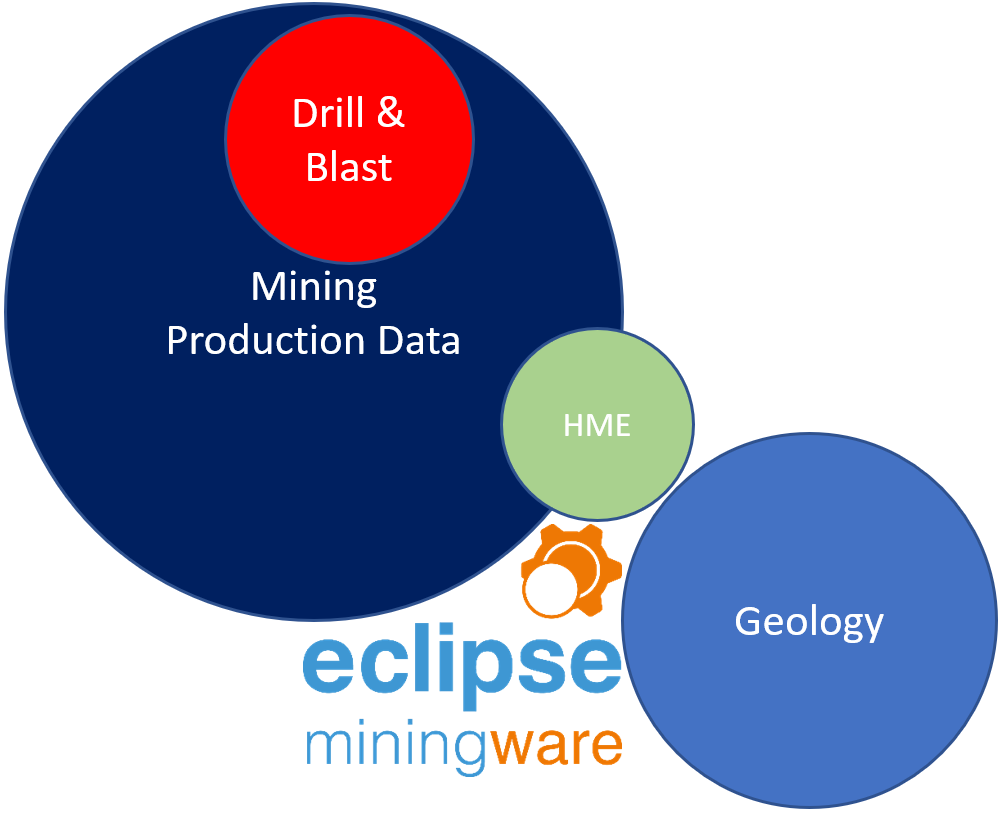 Drill &
Blast
Mining
Production Data
HME
Geology
eclipse
miningware